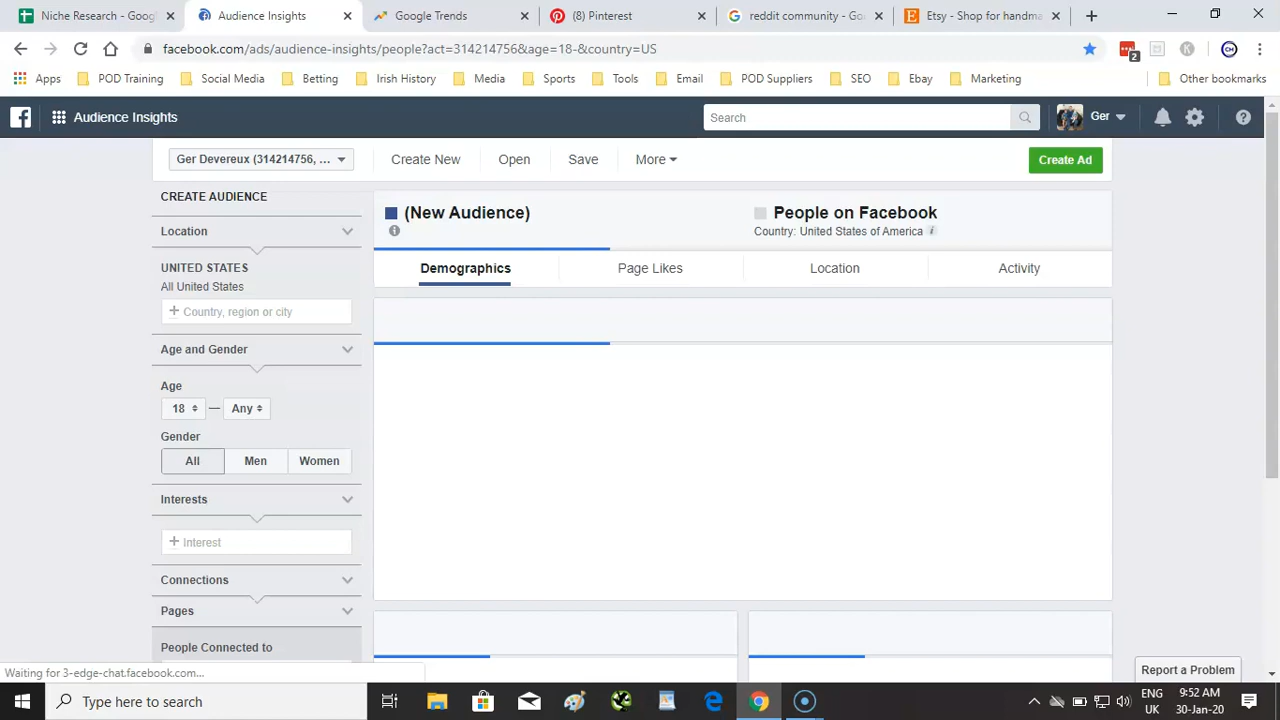 Niche Research - Goog
Audience Insights
Google Trends
(8) Pinterest
reddit community - Go
Etsy - Shop for handma
facebook.com/ads/audience-insights/people?act=314214756&age=18-&country=US
2
K
CH
Apps
POD Training
Social Media
Betting
Irish History
Media
Sports
Tools
Email
POD Suppliers
SEO
Ebay
Marketing
Other bookmarks
Audience Insights
Search
Ger
Ger Devereux (314214756, ...
Create New
Open
Save
More
Create Ad
CREATE AUDIENCE
Location
UNITED STATES
All United States
Country, region or city
Age and Gender
Age
18 — Any
Gender
All
Men
Women
Interests
Interest
Connections
Pages
People Connected to
(New Audience)
People on Facebook
Country: United States of America
Demographics
Page Likes
Location
Activity
Report a Problem
Waiting for 3-edge-chat.facebook.com...
Type here to search
ENG
UK
9:52 AM
30-Jan-20